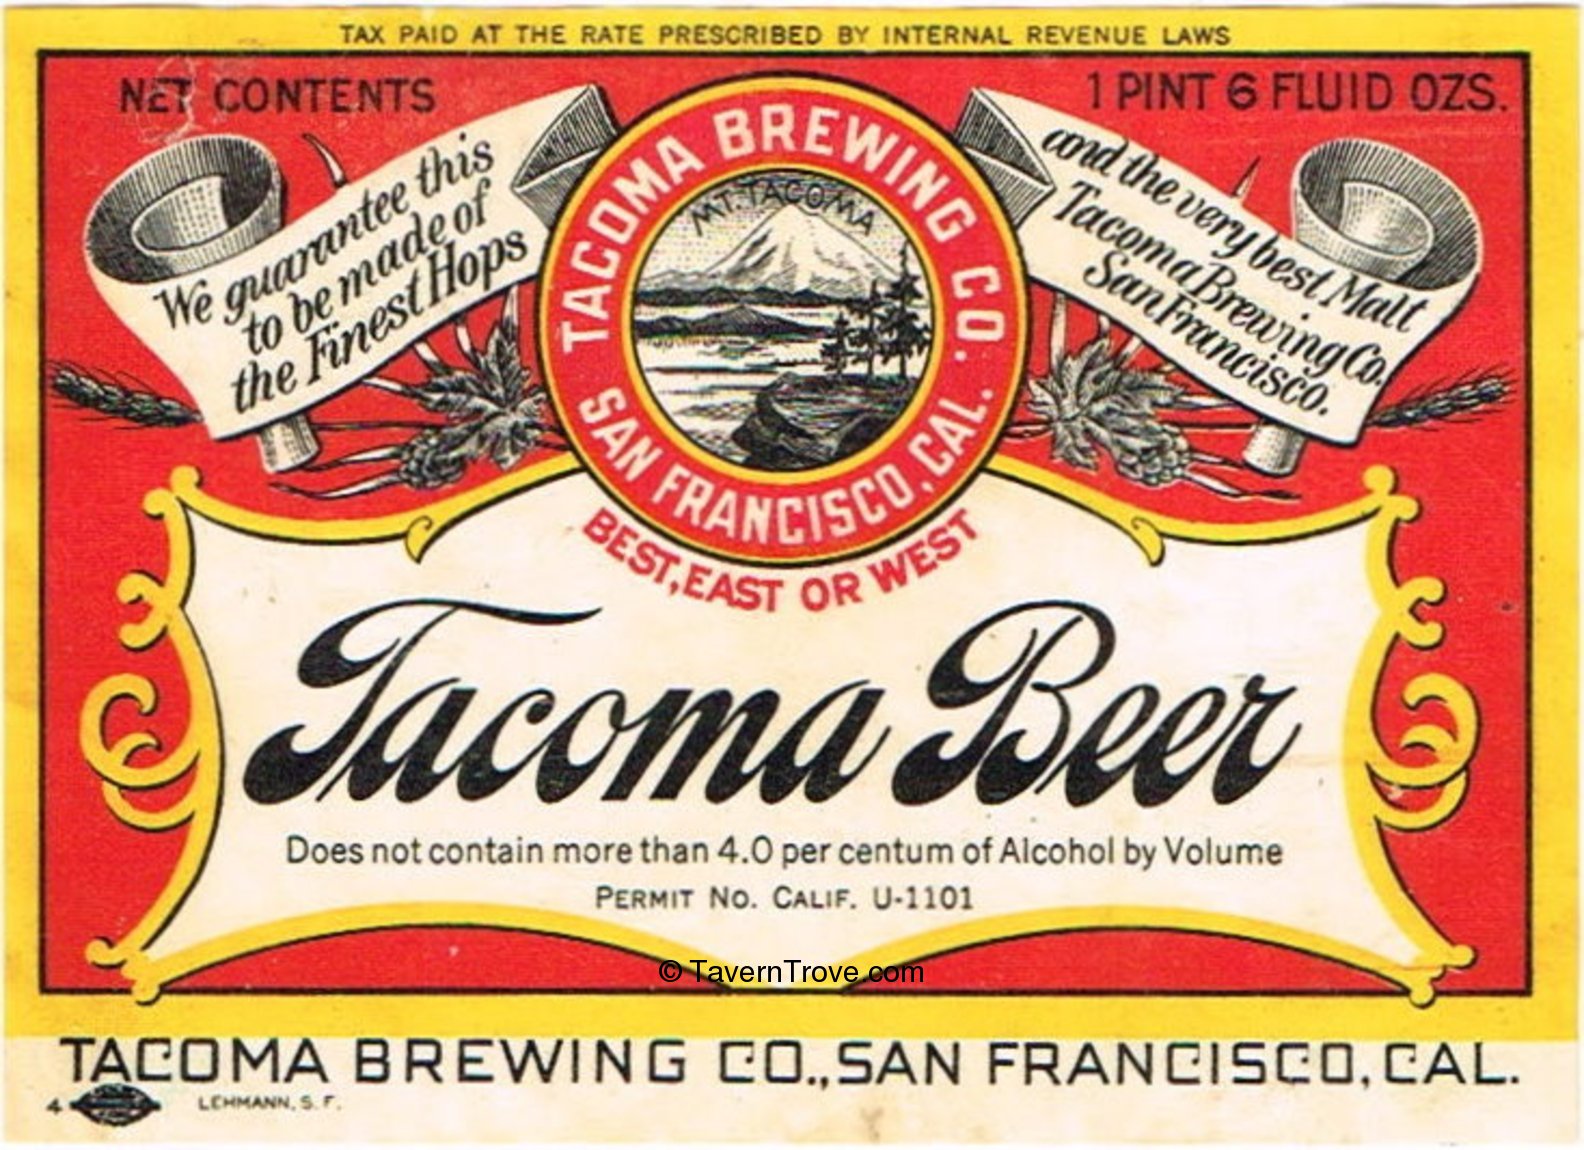 TAX PAID AT THE RATE PRESCRIBED BY INTERNAL REVENUE LAWS
NET CONTENTS
1 PINT 6 FLUID OZS.
We guarantee this
to be made of
the Finest Hops
and the very best Malt
Tacoma Brewing Co.
San Francisco.
TACOMA BREWING CO.
MT. TACOMA
SAN FRANCISCO, CAL.
BEST, EAST OR WEST
Tacoma Beer
Does not contain more than 4.0 per centum of Alcohol by Volume
PERMIT NO. CALIF. U-1101
© TavernTrove.com
TACOMA BREWING CO., SAN FRANCISCO, CAL.
4
LEHMANN, S. F.